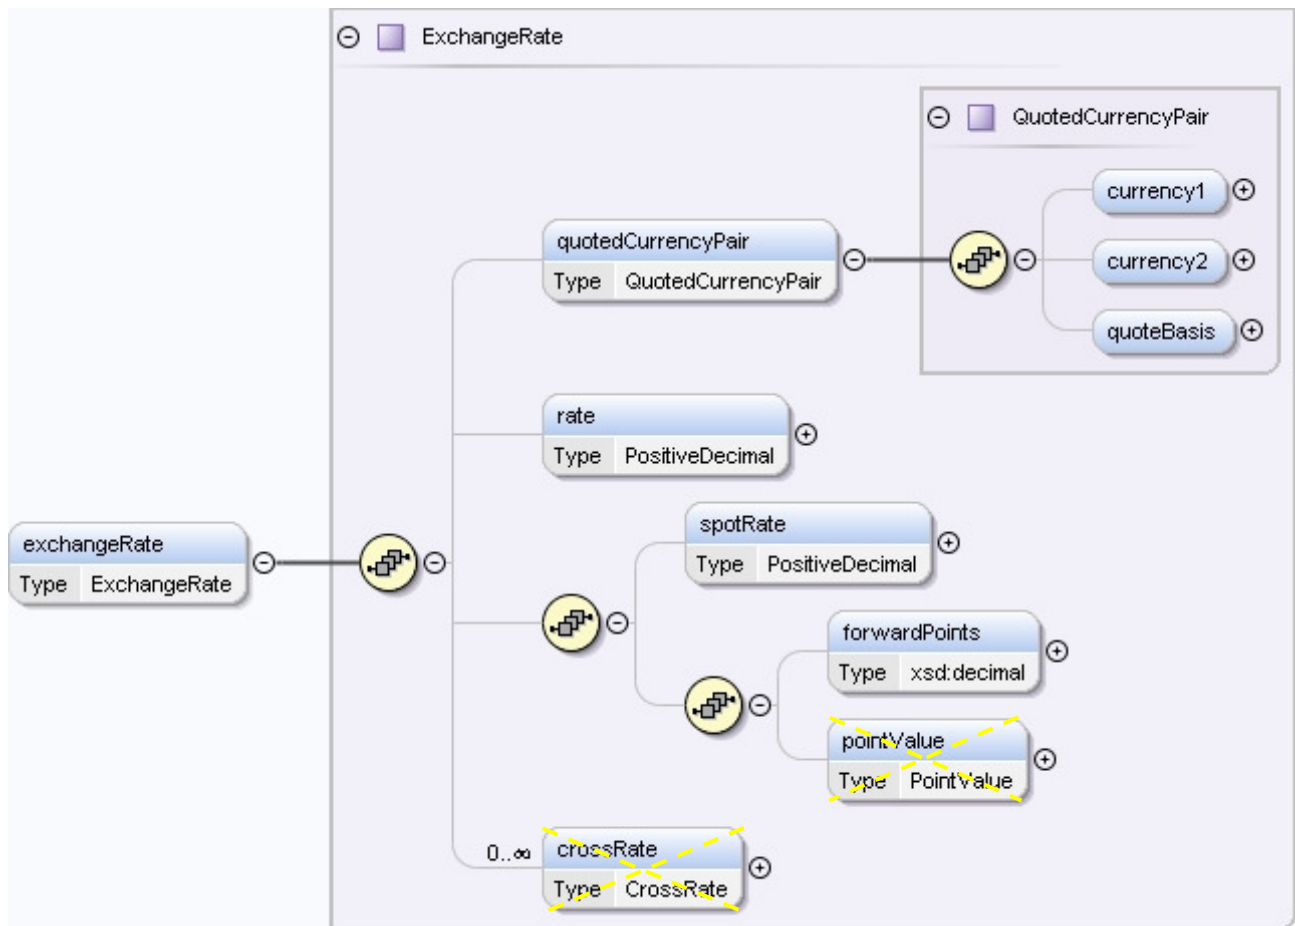 ExchangeRate
QuotedCurrencyPair
currency1
quotedCurrencyPair
Type QuotedCurrencyPair
currency2
quoteBasis
rate
Type PositiveDecimal
spotRate
Type PositiveDecimal
exchangeRate
Type ExchangeRate
forwardPoints
Type xsd:decimal
pointValue
Type PointValue
0..∞ crossRate
Type CrossRate